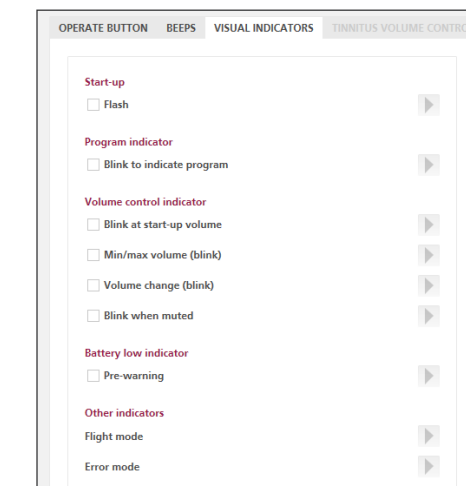 OPERATE BUTTON BEEPS VISUAL INDICATORS TINNITUS VOLUME CONTRO
Start-up
Flash
Program indicator
Blink to indicate program
Volume control indicator
Blink at start-up volume
Min/max volume (blink)
Volume change (blink)
Blink when muted
Battery low indicator
Pre-warning
Other indicators
Flight mode
Error mode